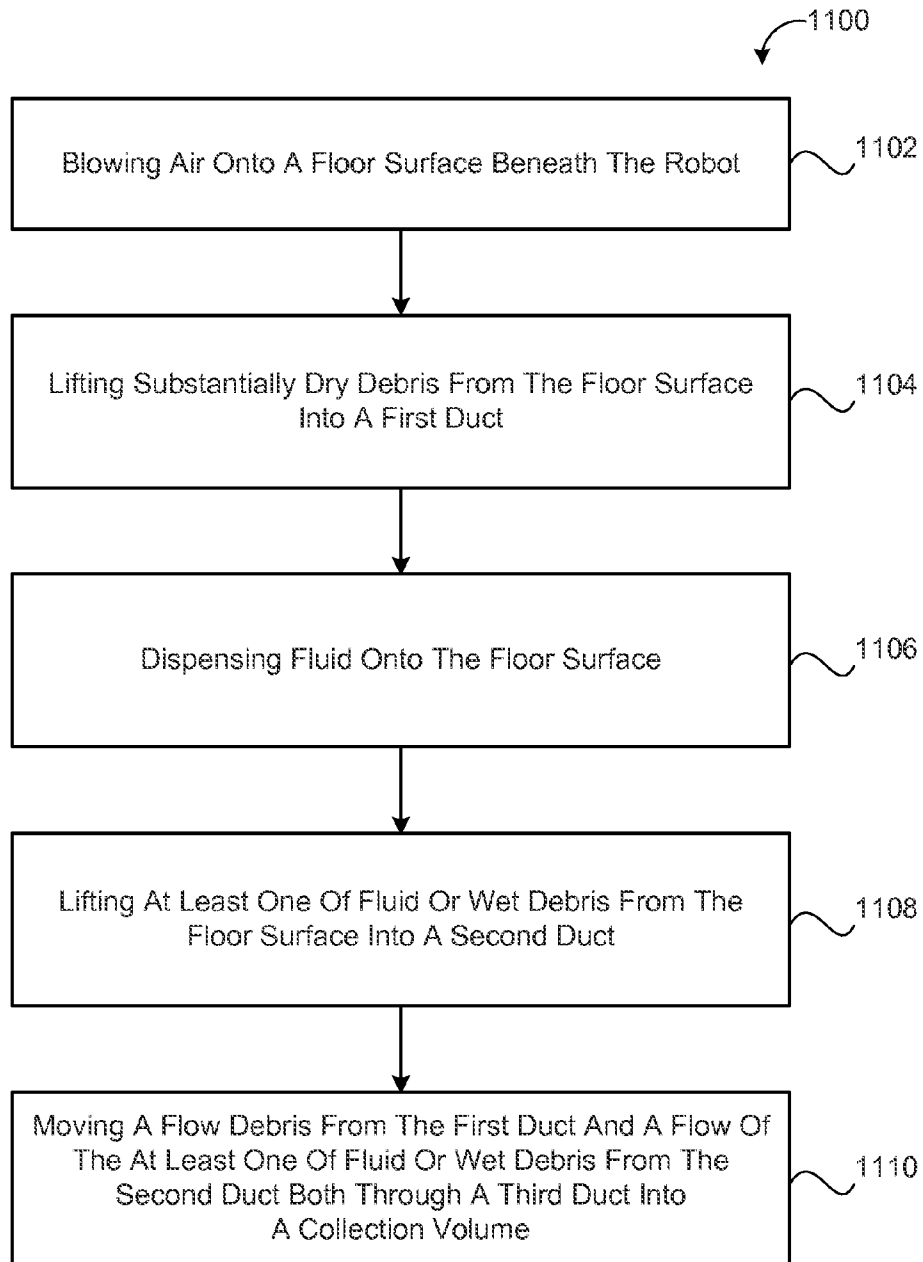 1100
Blowing Air Onto A Floor Surface Beneath The Robot
1102
Lifting Substantially Dry Debris From The Floor Surface
Into A First Duct
1104
Dispensing Fluid Onto The Floor Surface
1106
Lifting At Least One Of Fluid Or Wet Debris From The
Floor Surface Into A Second Duct
1108
Moving A Flow Debris From The First Duct And A Flow Of
The At Least One Of Fluid Or Wet Debris From The
Second Duct Both Through A Third Duct Into
A Collection Volume
1110